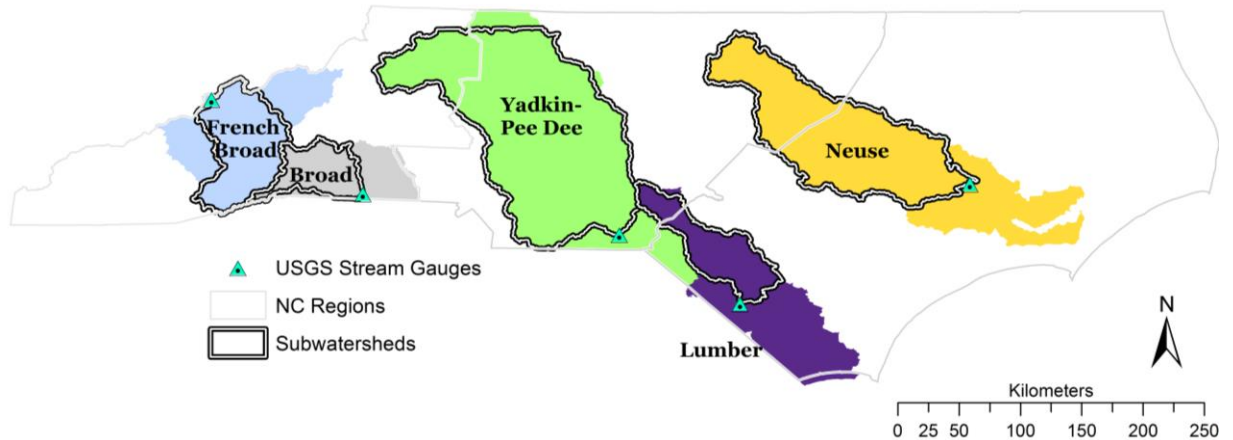 French
Broad
Broad
Yadkin-
Pee Dee
Neuse
Lumber
USGS Stream Gauges
NC Regions
Subwatersheds
N
Kilometers
0 25 50 100 150 200 250